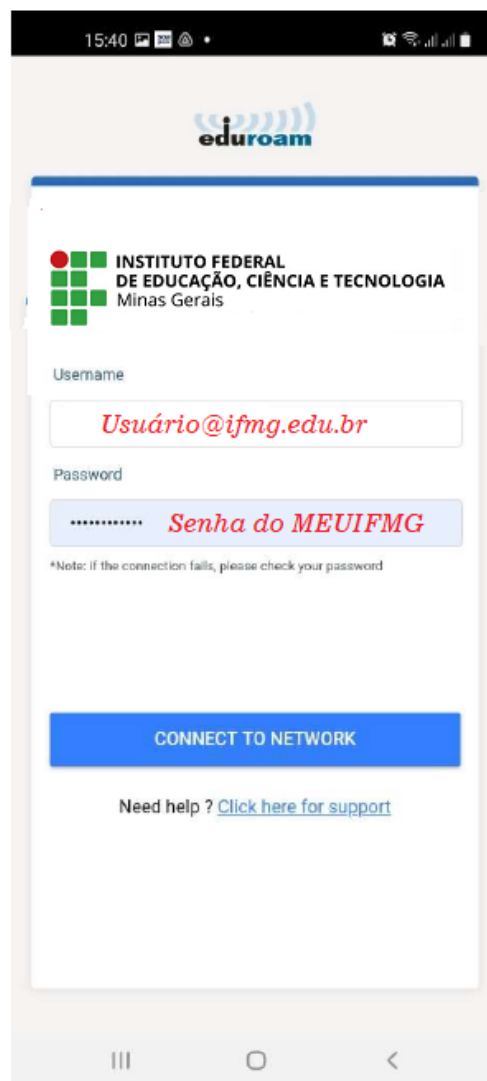 15:40
eduroam
INSTITUTO FEDERAL
DE EDUCAÇÃO, CIÊNCIA E TECNOLOGIA
Minas Gerais
Username
Usuário@ifmg.edu.br
Password
•••••••••••• Senha do MEUIFMG
*Note: if the connection fails, please check your password
CONNECT TO NETWORK
Need help ? Click here for support